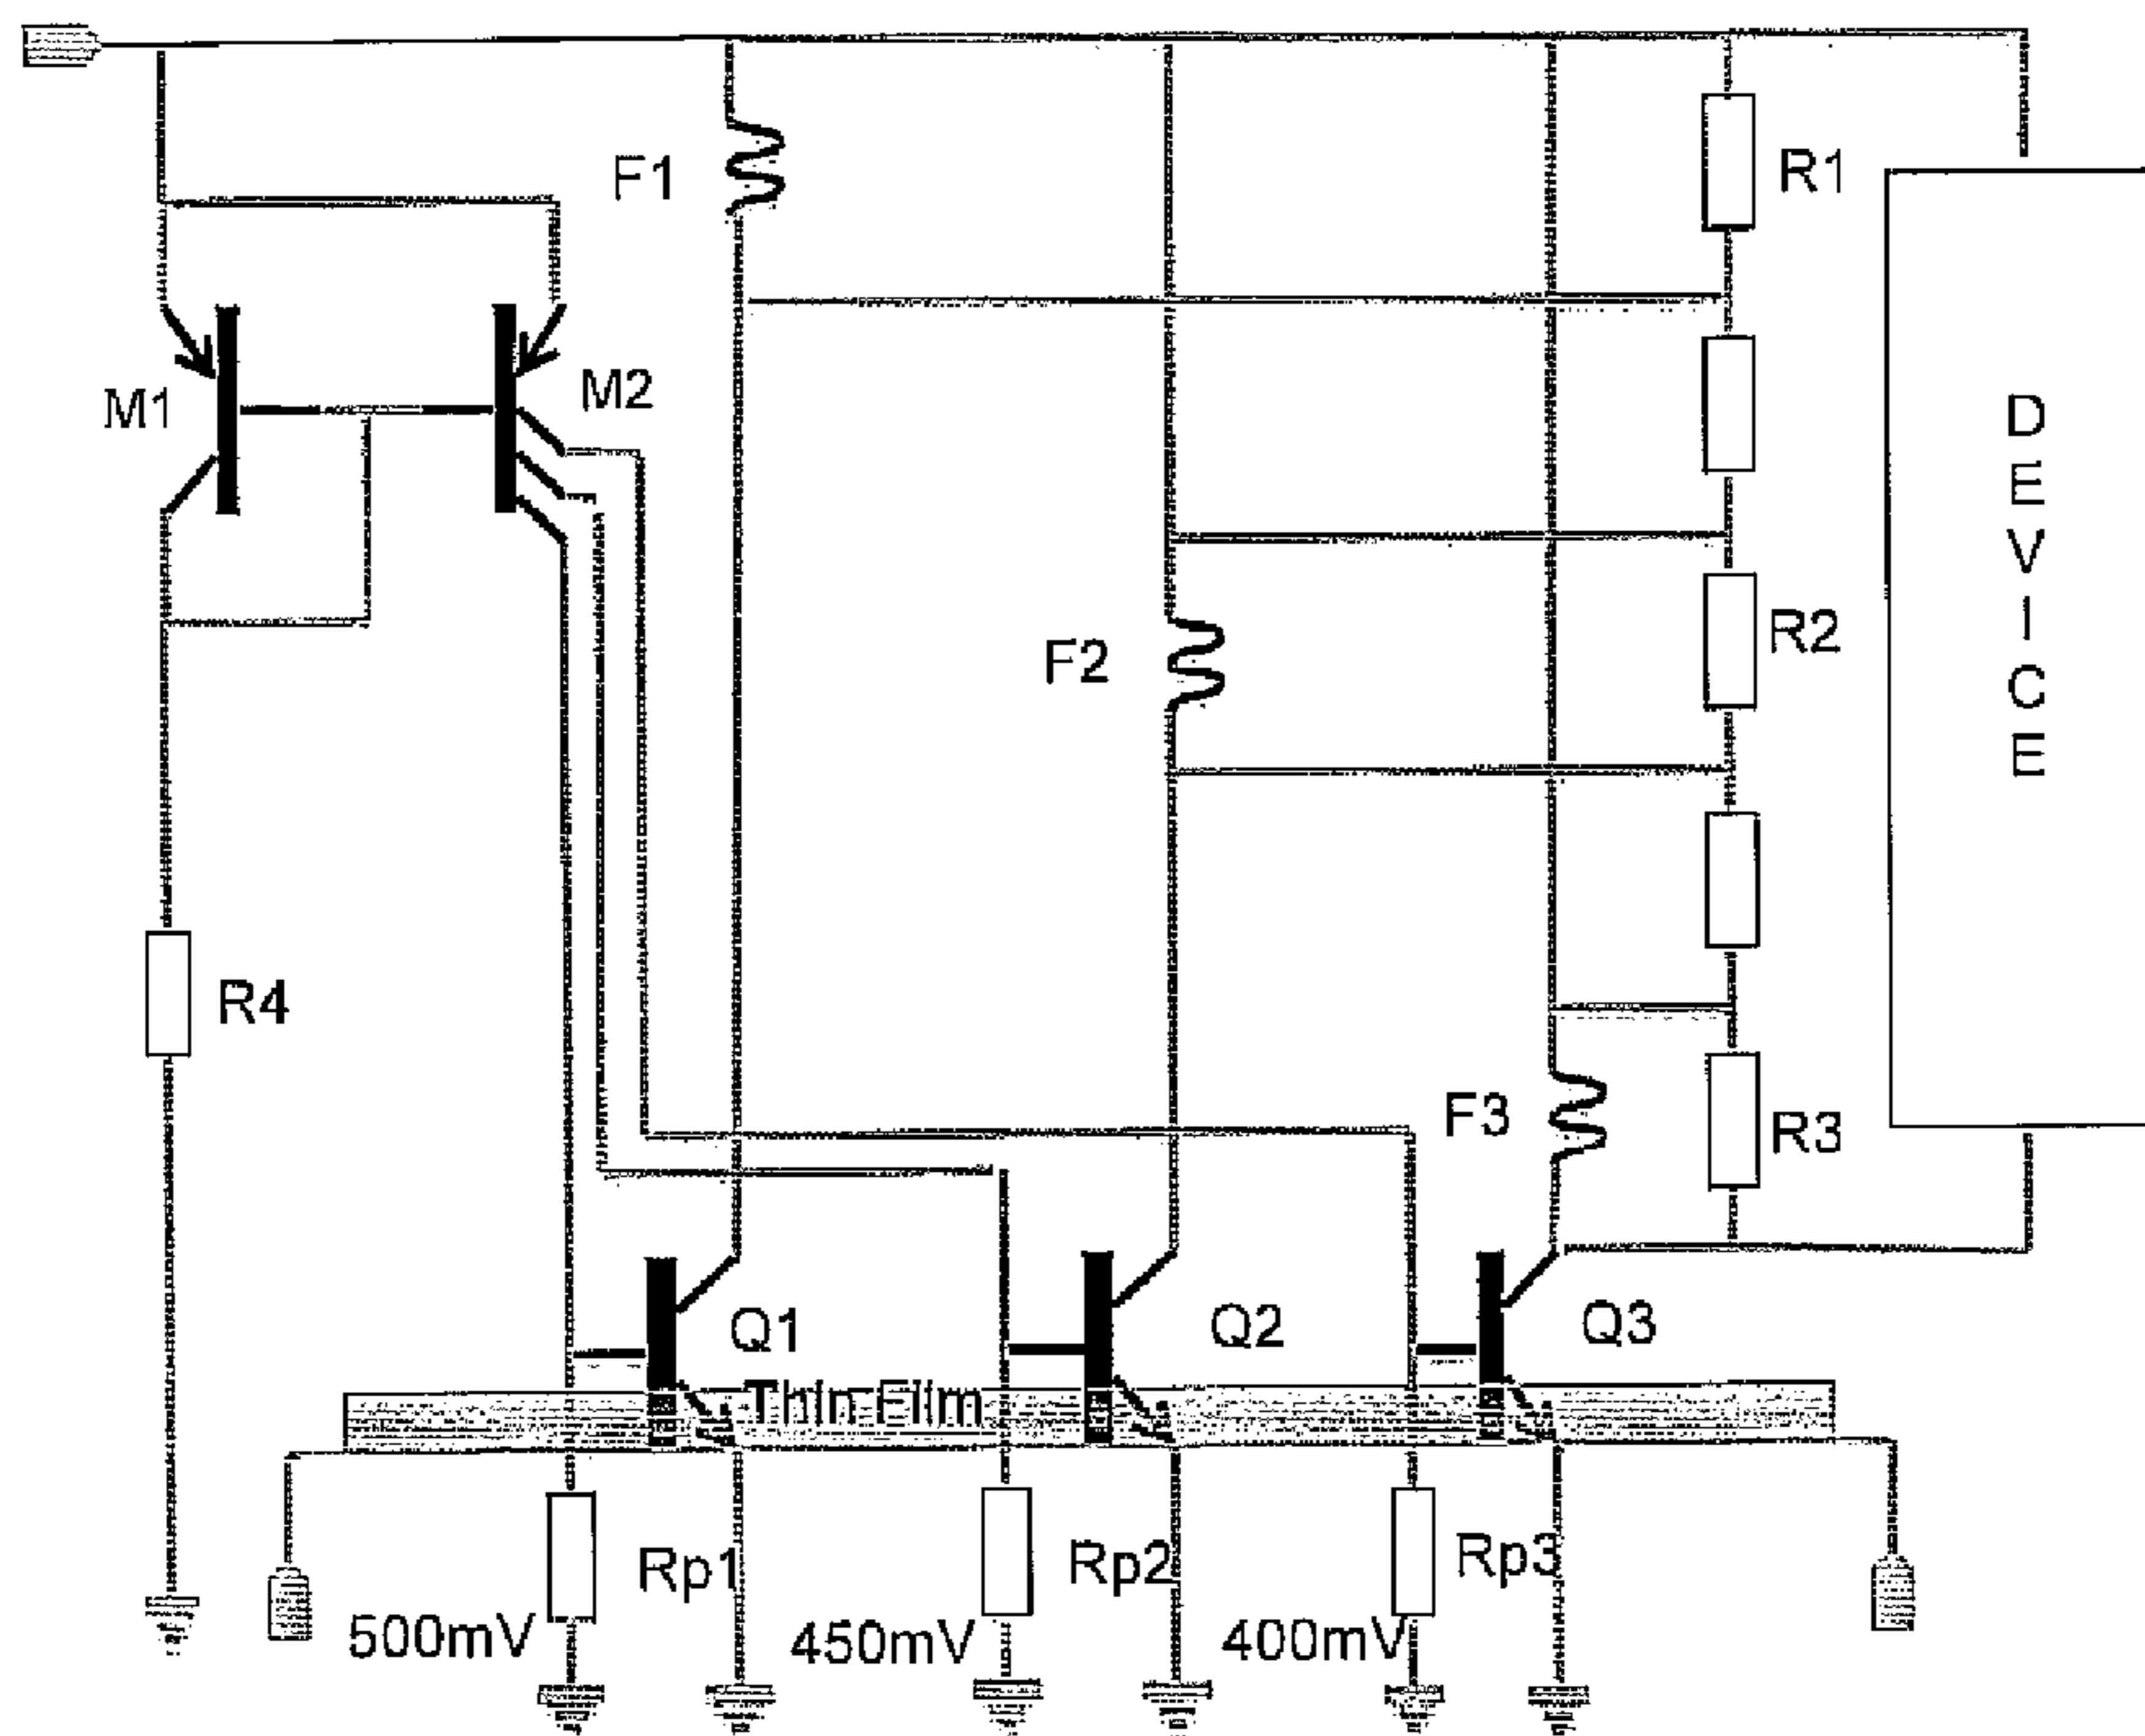 F1
R1
M1
M2
DEVICE
F2
R2
R4
F3
R3
Q1
Q2
Q3
Thin Film
Rp1
Rp2
Rp3
500mV
450mV
400mV